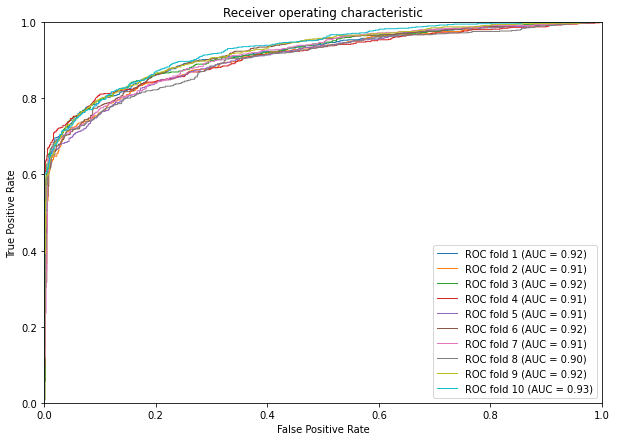 Receiver operating characteristic
1.0
0.8
0.6
0.4
0.2
0.0
True Positive Rate
ROC fold 1 (AUC = 0.92)
ROC fold 2 (AUC = 0.91)
ROC fold 3 (AUC = 0.92)
ROC fold 4 (AUC = 0.91)
ROC fold 5 (AUC = 0.91)
ROC fold 6 (AUC = 0.92)
ROC fold 7 (AUC = 0.91)
ROC fold 8 (AUC = 0.90)
ROC fold 9 (AUC = 0.92)
ROC fold 10 (AUC = 0.93)
0.0 0.2 0.4 0.6 0.8 1.0
False Positive Rate